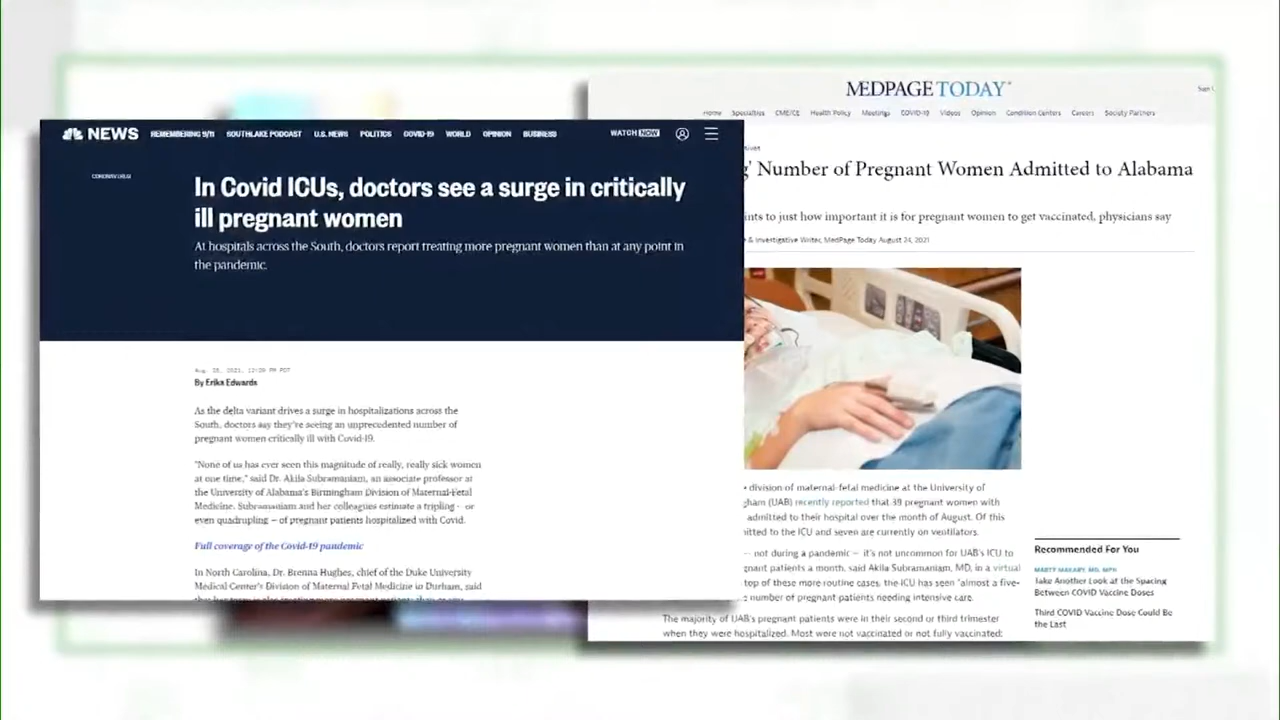 NEWS REMEMBERING 9/11 SOUTHLAKE PODCAST U.S. NEWS POLITICS COVID-19 WORLD OPINION BUSINESS WATCH NOW
CORONAVIRUS
In Covid ICUs, doctors see a surge in critically
ill pregnant women
At hospitals across the South, doctors report treating more pregnant women than at any point in
the pandemic.
By Erika Edwards
As the delta variant drives a surge in hospitalizations across the
South, doctors say they're seeing an unprecedented number of
pregnant women critically ill with Covid-19.
"None of us has ever seen this magnitude of really, really sick women
at one time," said Dr. Akila Subramaniam, an associate professor at
the University of Alabama's Birmingham Division of Maternal-Fetal
Medicine. Subramaniam and her colleagues estimate a tripling - or
even quadrupling - of pregnant patients hospitalized with Covid.
Full coverage of the Covid-19 pandemic
In North Carolina, Dr. Brenna Hughes, chief of the Duke University
Medical Center's Division of Maternal Fetal Medicine in Durham, said
MEDPAGE TODAY
Sign
Home Specialties CME/CE Health Policy Meetings COVID-19 Videos Opinion Condition Centers Careers Society Partners
g' Number of Pregnant Women Admitted to Alabama
ints to just how important it is for pregnant women to get vaccinated, physicians say
& Investigative Writer, MedPage Today August 24, 2021
division of maternal-fetal medicine at the University of
gham (UAB) recently reported that 39 pregnant women with
admitted to their hospital over the month of August. Of this
itted to the ICU and seven are currently on ventilators.
-- not during a pandemic -- it's not uncommon for UAB's ICU to
gnant patients a month, said Akila Subramaniam, MD, in a virtual
top of these more routine cases, the ICU has seen "almost a five-
number of pregnant patients needing intensive care.
The majority of UAB's pregnant patients were in their second or third trimester
when they were hospitalized. Most were not vaccinated or not fully vaccinated:
Recommended For You
MARTY MAKARY, MD, MPH
Take Another Look at the Spacing
Between COVID Vaccine Doses
Third COVID Vaccine Dose Could Be
the Last